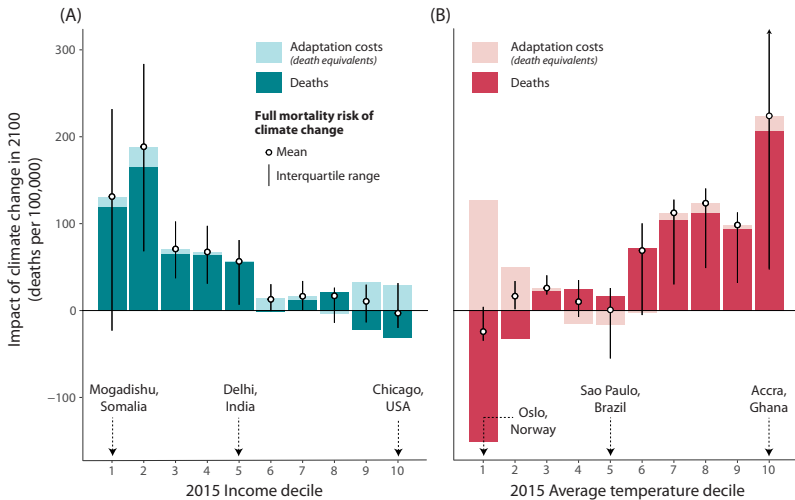 (A)
(B)
Impact of climate change in 2100
(deaths per 100,000)
300
200
100
0
−100
Adaptation costs
(death equivalents)
Deaths
Full mortality risk of
climate change
Mean
Interquartile range
Mogadishu,
Somalia
Delhi,
India
Chicago,
USA
1 2 3 4 5 6 7 8 9 10
2015 Income decile
Adaptation costs
(death equivalents)
Deaths
Oslo,
Norway
Sao Paulo,
Brazil
Accra,
Ghana
1 2 3 4 5 6 7 8 9 10
2015 Average temperature decile